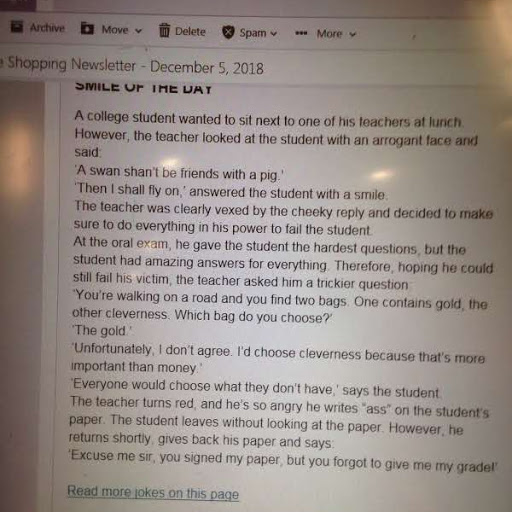 Archive Move Delete Spam More
Shopping Newsletter - December 5, 2018
SMILE OF THE DAY
A college student wanted to sit next to one of his teachers at lunch.
However, the teacher looked at the student with an arrogant face and
said:
'A swan shan't be friends with a pig.'
'Then I shall fly on,' answered the student with a smile.
The teacher was clearly vexed by the cheeky reply and decided to make
sure to do everything in his power to fail the student.
At the oral exam, he gave the student the hardest questions, but the
student had amazing answers for everything. Therefore, hoping he could
still fail his victim, the teacher asked him a trickier question:
'You're walking on a road and you find two bags. One contains gold, the
other cleverness. Which bag do you choose?'
'The gold.'
'Unfortunately, I don't agree. I'd choose cleverness because that's more
important than money.'
'Everyone would choose what they don't have,' says the student.
The teacher turns red, and he's so angry he writes "ass" on the student's
paper. The student leaves without looking at the paper. However, he
returns shortly, gives back his paper and says:
'Excuse me sir, you signed my paper, but you forgot to give me my grade!'
Read more jokes on this page